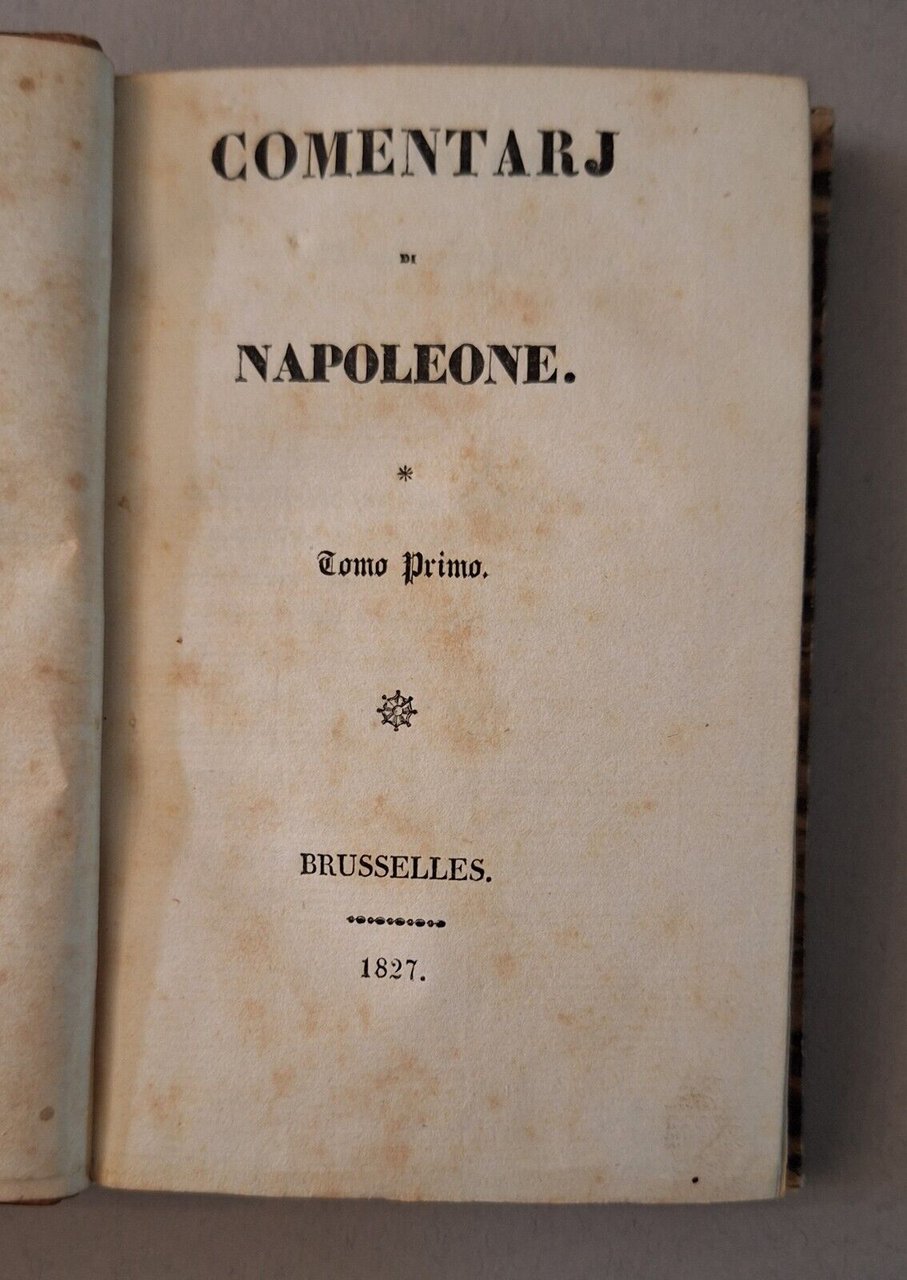 COMENTARJ
DI
NAPOLEONE.
*
Tomo Primo.
BRUSSELLES.
1827.